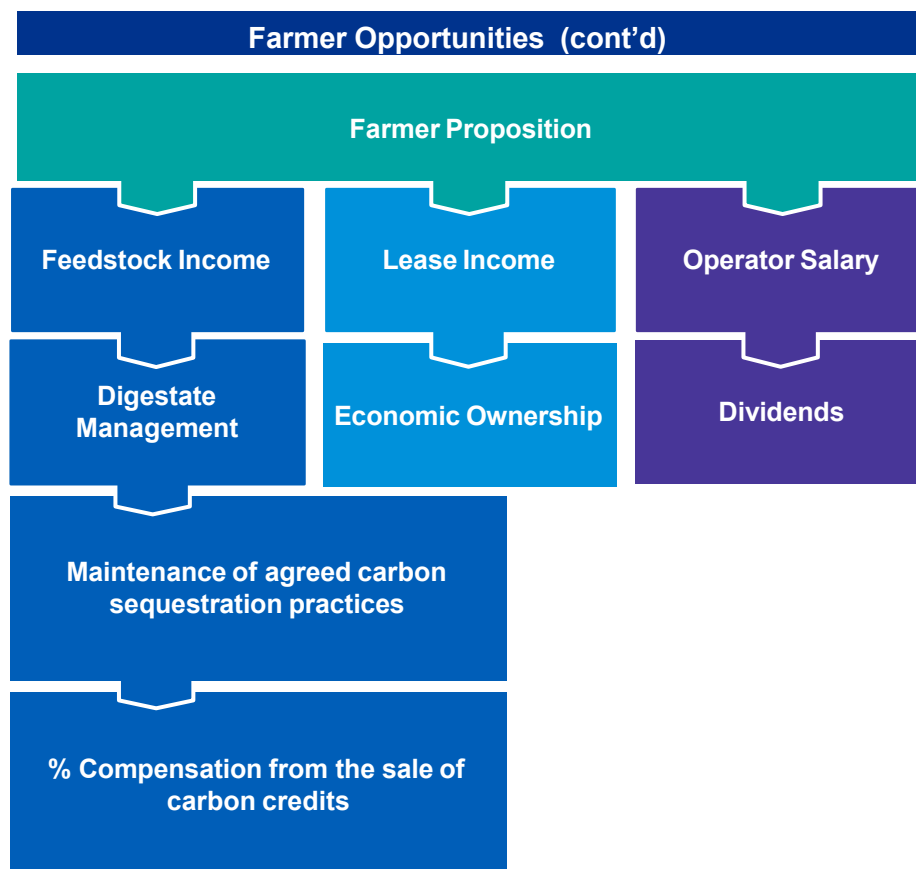 Farmer Opportunities  (cont’d)
Farmer Proposition
Feedstock Income
Lease Income
Operator Salary
Digestate
Management
Economic Ownership
Dividends
Maintenance of agreed carbon
sequestration practices
% Compensation from the sale of
carbon credits